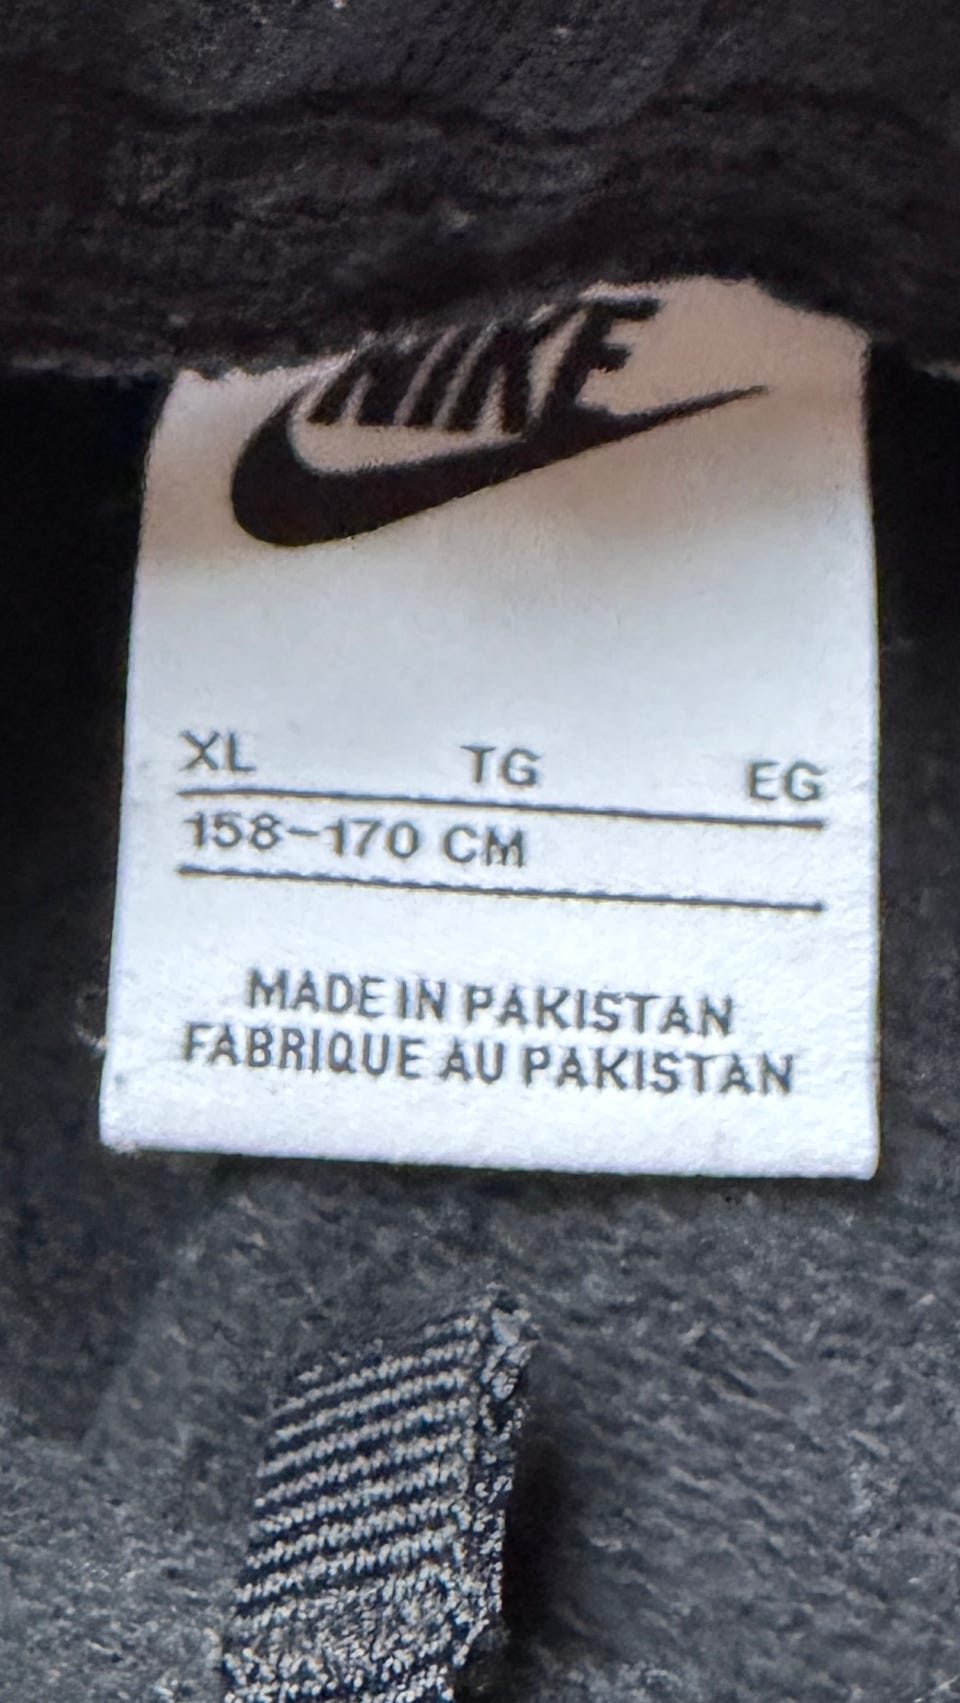 NIKE
XL TG EG
158-170 CM
MADE IN PAKISTAN
FABRIQUE AU PAKISTAN